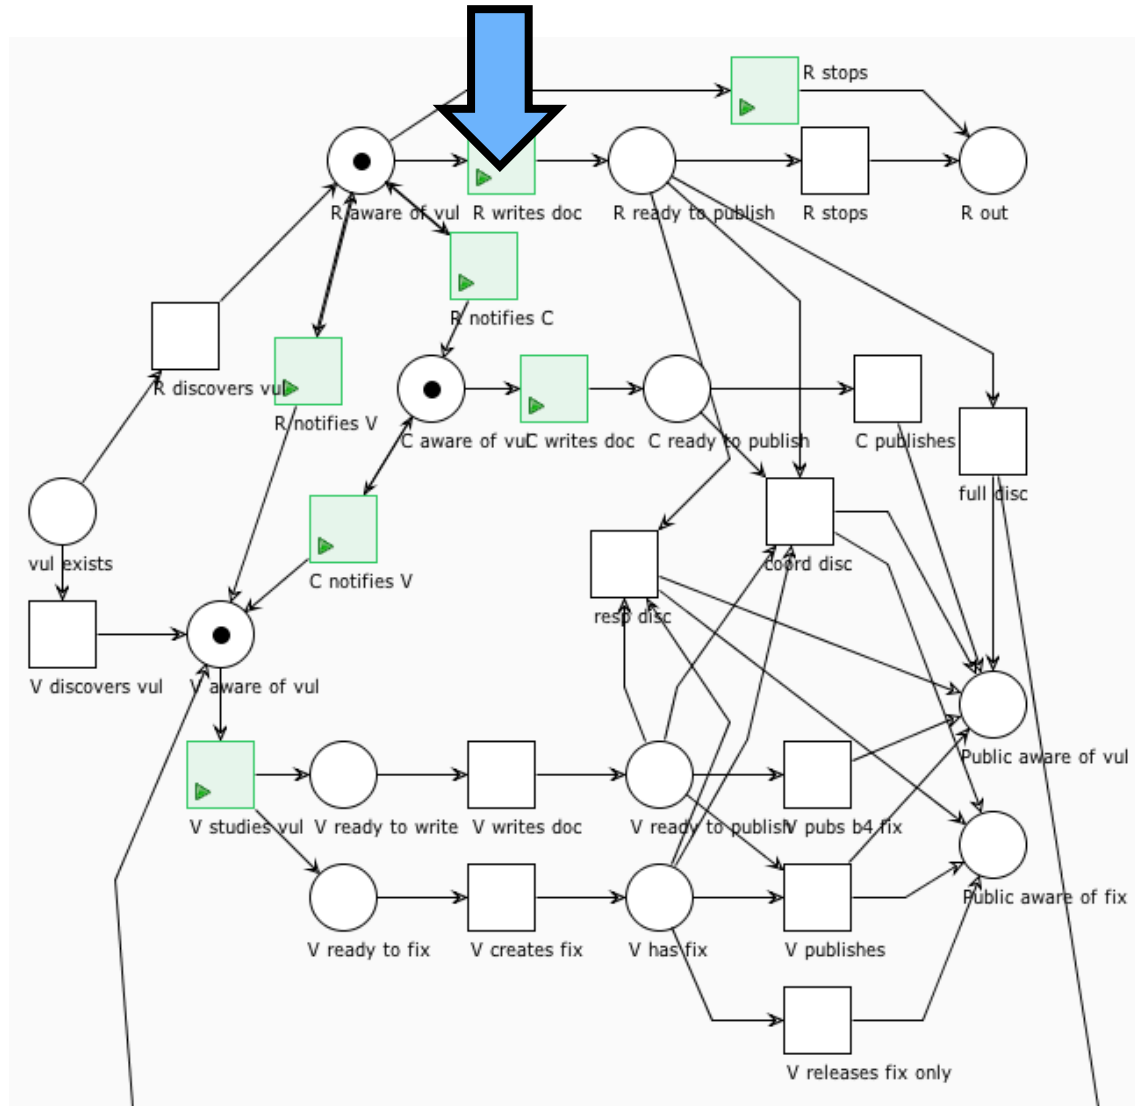 R stops
R aware of vul
R writes doc
R ready to publish
R stops
R out
R notifies C
R discovers vul
R notifies V
C aware of vul
C writes doc
C ready to publish
C publishes
full disc
vul exists
C notifies V
coord disc
resp disc
V discovers vul
V aware of vul
Public aware of vul
V studies vul
V ready to write
V writes doc
V ready to publish
V pubs b4 fix
Public aware of fix
V ready to fix
V creates fix
V has fix
V publishes
V releases fix only